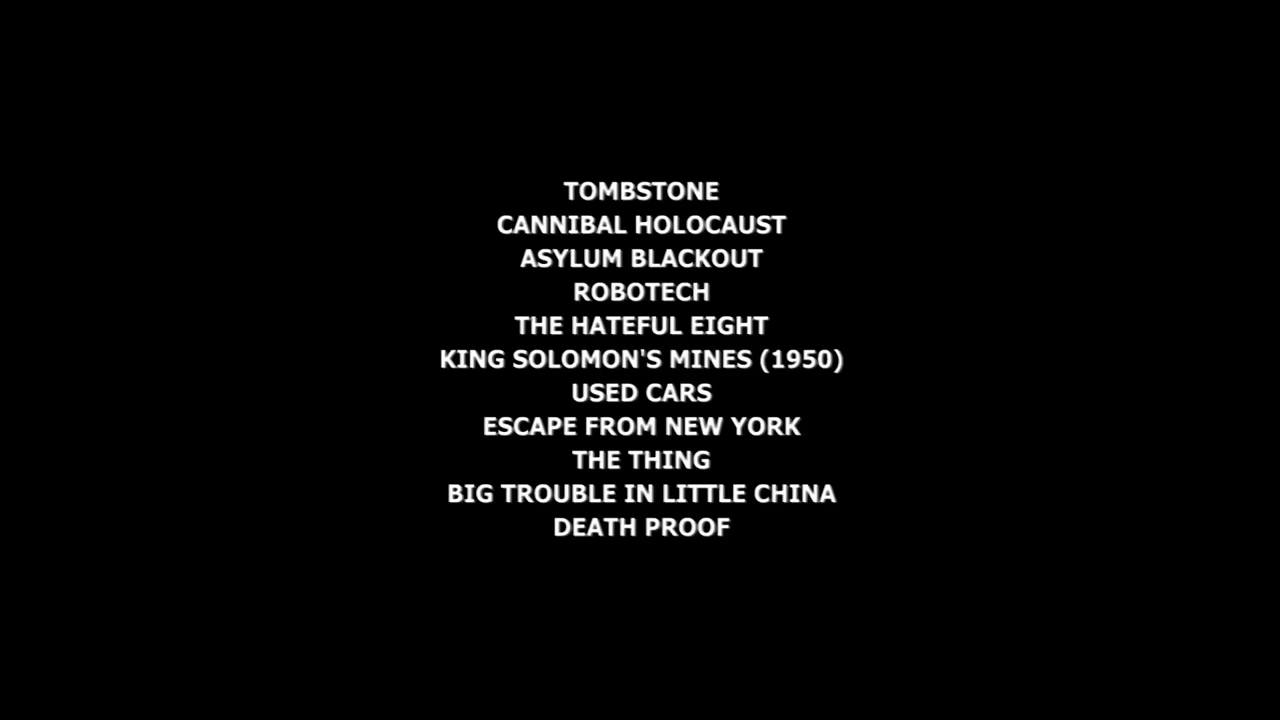 TOMBSTONE
CANNIBAL HOLOCAUST
ASYLUM BLACKOUT
ROBOTECH
THE HATEFUL EIGHT
KING SOLOMON'S MINES (1950)
USED CARS
ESCAPE FROM NEW YORK
THE THING
BIG TROUBLE IN LITTLE CHINA
DEATH PROOF